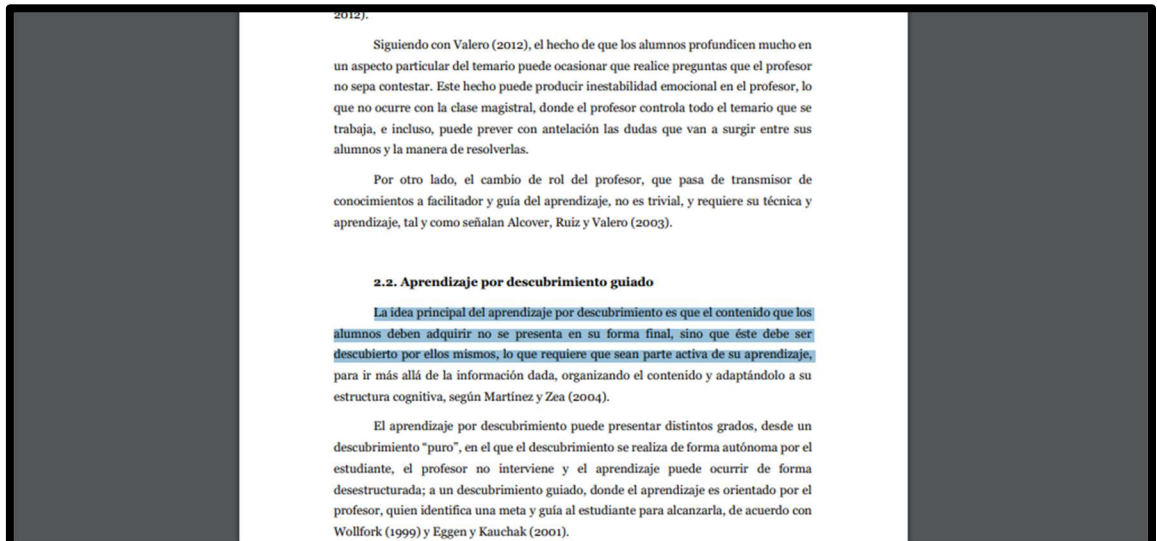 2012).
Siguiendo con Valero (2012), el hecho de que los alumnos profundicen mucho en
un aspecto particular del temario puede ocasionar que realice preguntas que el profesor
no sepa contestar. Este hecho puede producir inestabilidad emocional en el profesor, lo
que no ocurre con la clase magistral, donde el profesor controla todo el temario que se
trabaja, e incluso, puede prever con antelación las dudas que van a surgir entre sus
alumnos y la manera de resolverlas.
Por otro lado, el cambio de rol del profesor, que pasa de transmisor de
conocimientos a facilitador y guía del aprendizaje, no es trivial, y requiere su técnica y
aprendizaje, tal y como señalan Alcover, Ruiz y Valero (2003).
2.2. Aprendizaje por descubrimiento guiado
La idea principal del aprendizaje por descubrimiento es que el contenido que los
alumnos deben adquirir no se presenta en su forma final, sino que éste debe ser
descubierto por ellos mismos, lo que requiere que sean parte activa de su aprendizaje,
para ir más allá de la información dada, organizando el contenido y adaptándolo a su
estructura cognitiva, según Martínez y Zea (2004).
El aprendizaje por descubrimiento puede presentar distintos grados, desde un
descubrimiento “puro”, en el que el descubrimiento se realiza de forma autónoma por el
estudiante, el profesor no interviene y el aprendizaje puede ocurrir de forma
desestructurada; a un descubrimiento guiado, donde el aprendizaje es orientado por el
profesor, quien identifica una meta y guía al estudiante para alcanzarla, de acuerdo con
Wollfork (1999) y Eggen y Kauchak (2001).